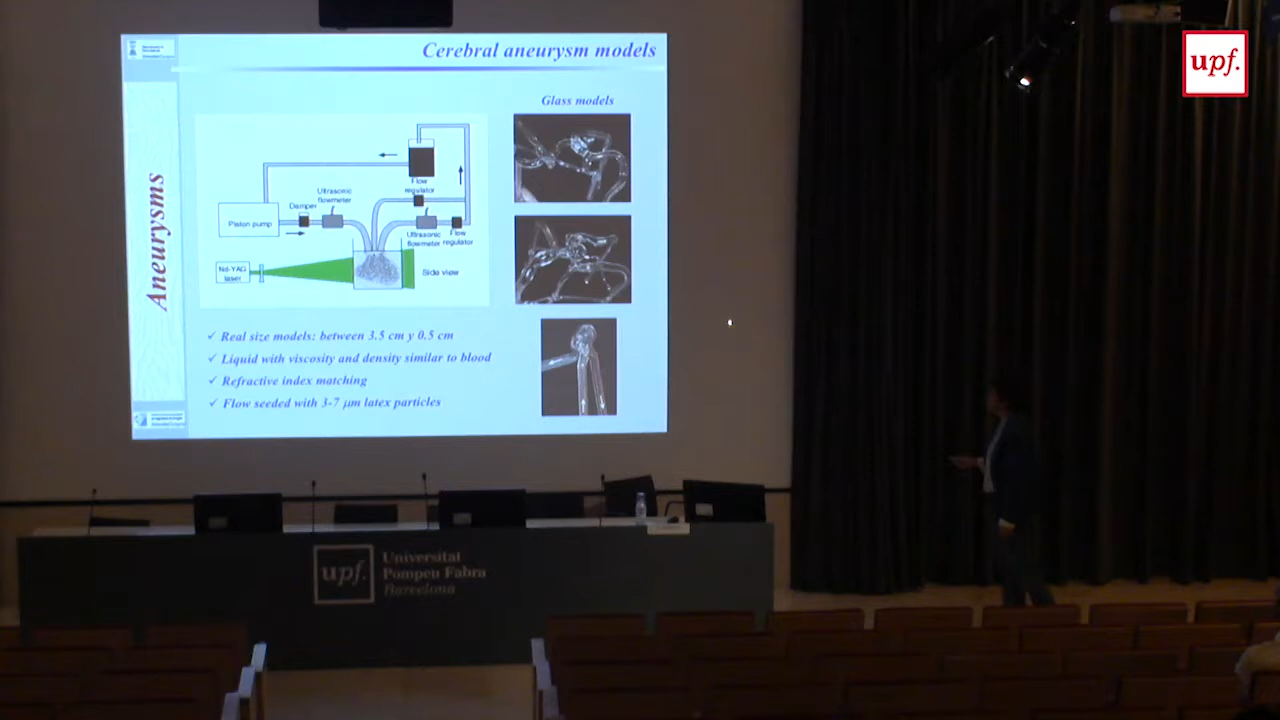 upf.
Cerebral aneurysm models
Glass models
Aneurysms
Flow
regulator
Ultrasonic
flowmeter
Damper
Piston pump
Ultrasonic
flowmeter
Flow
regulator
Nd-YAG
laser
Side view
✓ Real size models: between 3.5 cm y 0.5 cm
✓ Liquid with viscosity and density similar to blood
✓ Refractive index matching
✓ Flow seeded with 3-7 μm latex particles
upf.
Universitat
Pompeu Fabra
Barcelona